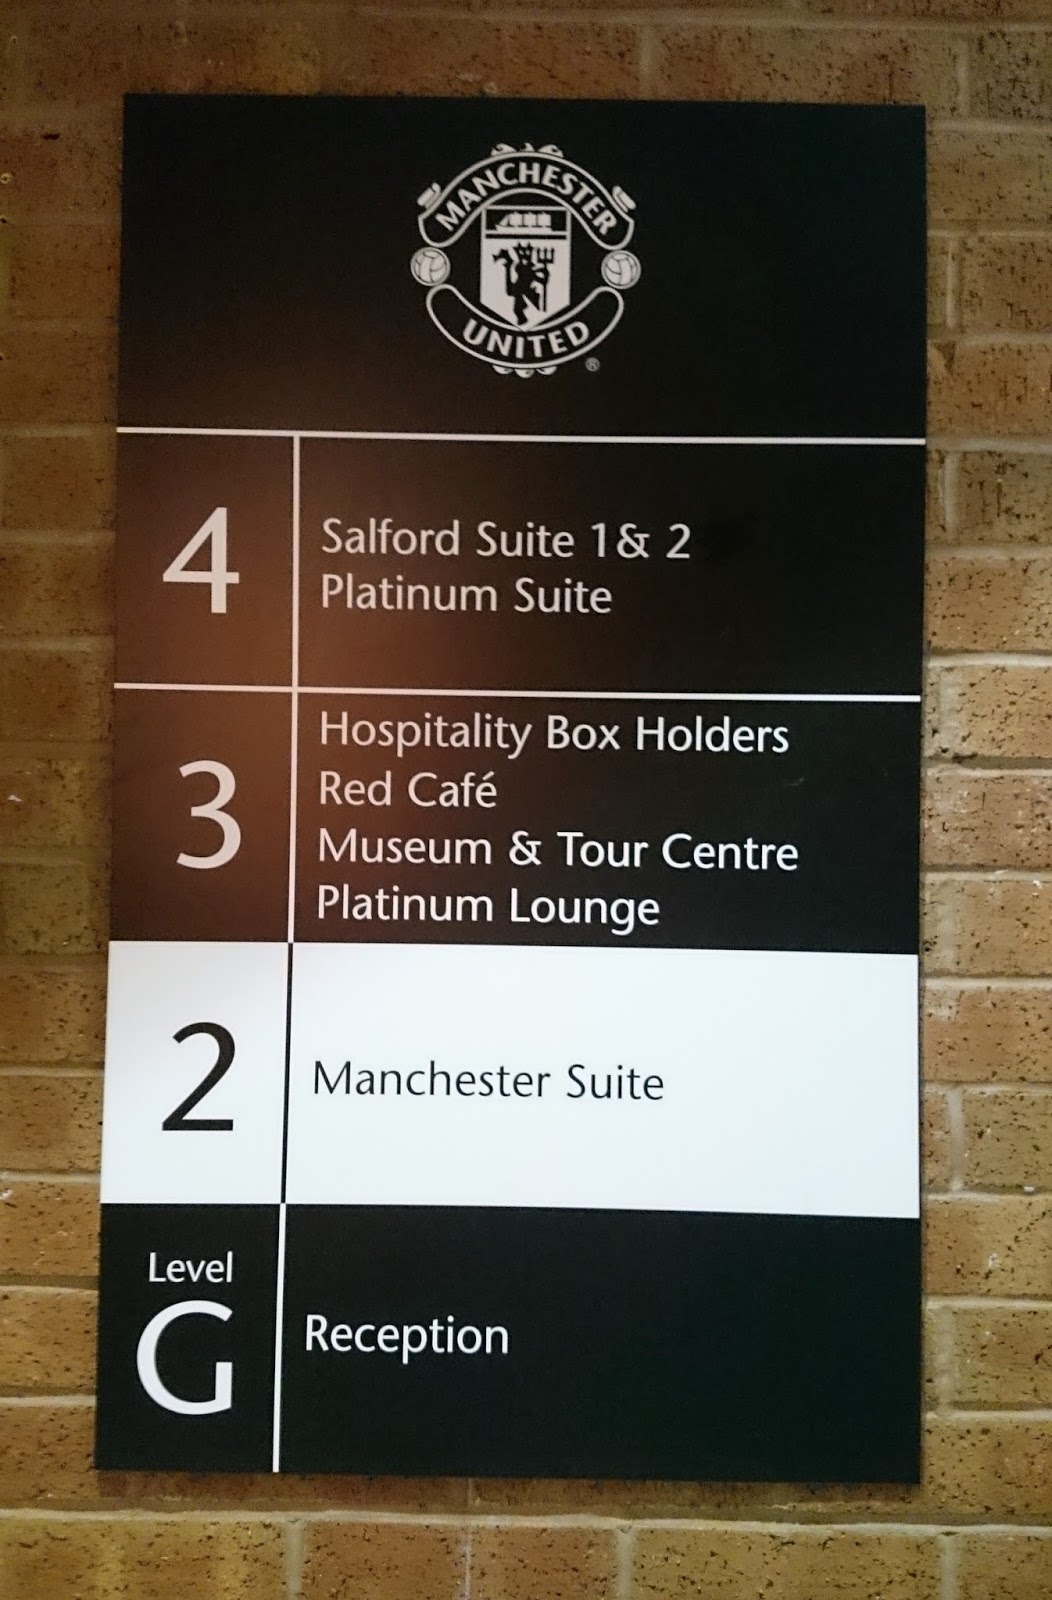 MANCHESTER
UNITED
®
4
Salford Suite 1 & 2
Platinum Suite
3
Hospitality Box Holders
Red Café
Museum & Tour Centre
Platinum Lounge
2
Manchester Suite
Level
G
Reception